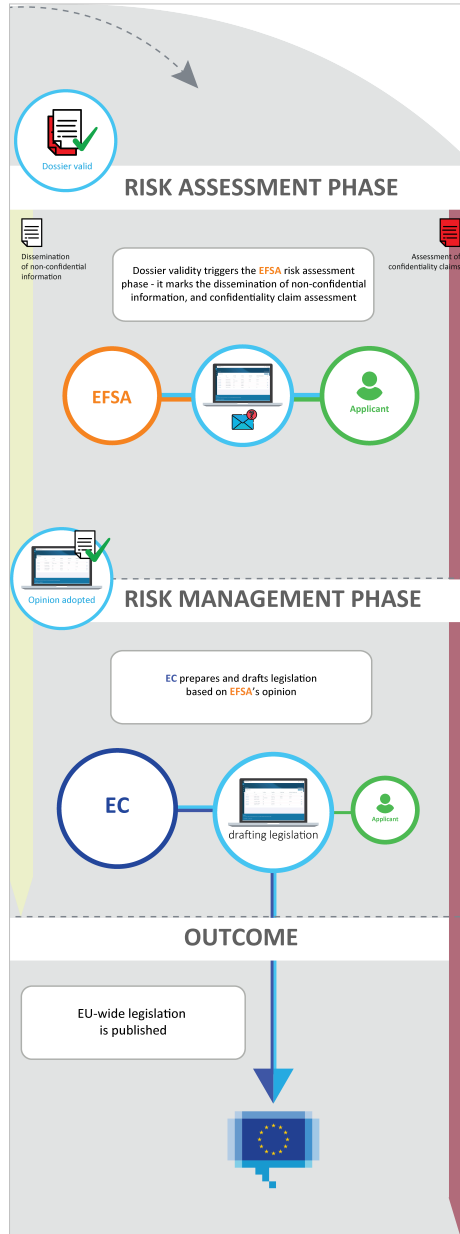 Dossier valid
RISK ASSESSMENT PHASE
Dissemination
of non-confidential
information
Assessment of
confidentiality claims
Dossier validity triggers the EFSA risk assessment
phase - it marks the dissemination of non-confidential
information, and confidentiality claim assessment
EFSA
?
Applicant
Opinion adopted
RISK MANAGEMENT PHASE
EC prepares and drafts legislation
based on EFSA's opinion
EC
drafting legislation
Applicant
OUTCOME
EU-wide legislation
is published